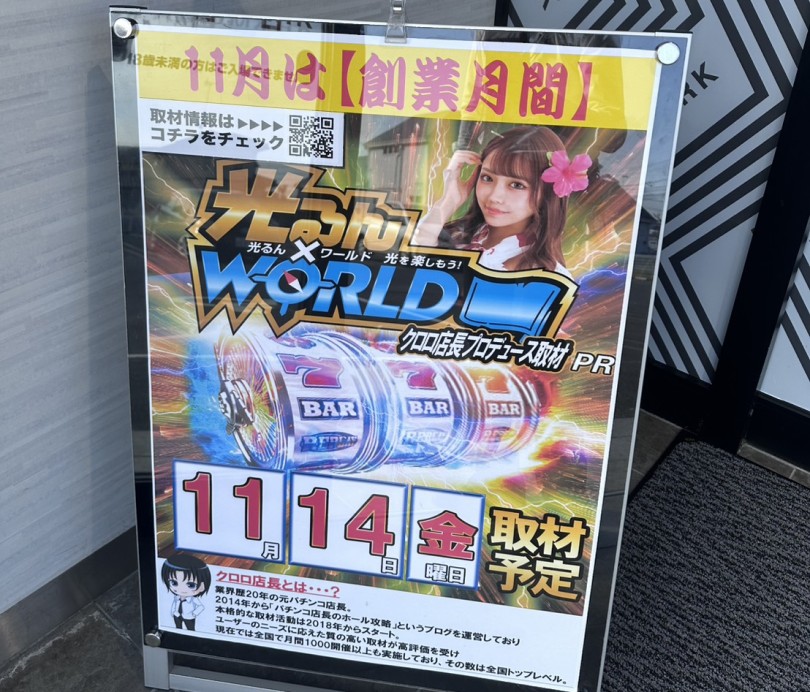 18歳未満の方はご入場できません
11月は【創業月間】
取材情報は▶▶▶▶
コチラをチェック
光るん
×
光るん ワールド 光を楽しもう!
WORLD
クロロ店長プロデュース取材 PR
7 7 7
BAR BAR BAR
11月14日金曜日
取材
予定
クロロ店長とは・・・?
業界歴20年の元パチンコ店長。
2014年から「パチンコ店長のホール攻略」というブログを運営しており
本格的な取材活動は2018年からスタート。
ユーザーのニーズに応えた質の高い取材が高評価を受け
現在では全国で月間1000開催以上も実施しており、その数は全国トップレベル。